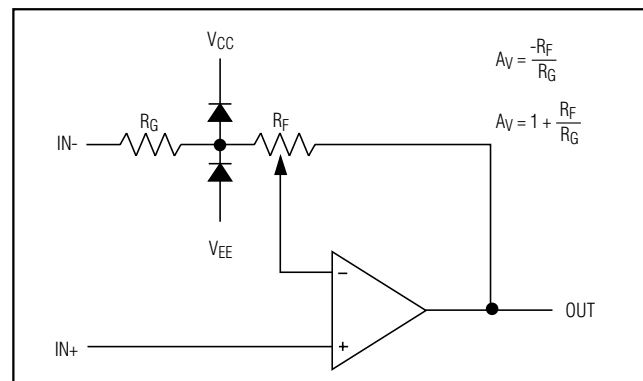 VCC
AV = -RF / RG
RG
RF
AV = 1 + RF / RG
IN-
VEE
−
OUT
IN+
+